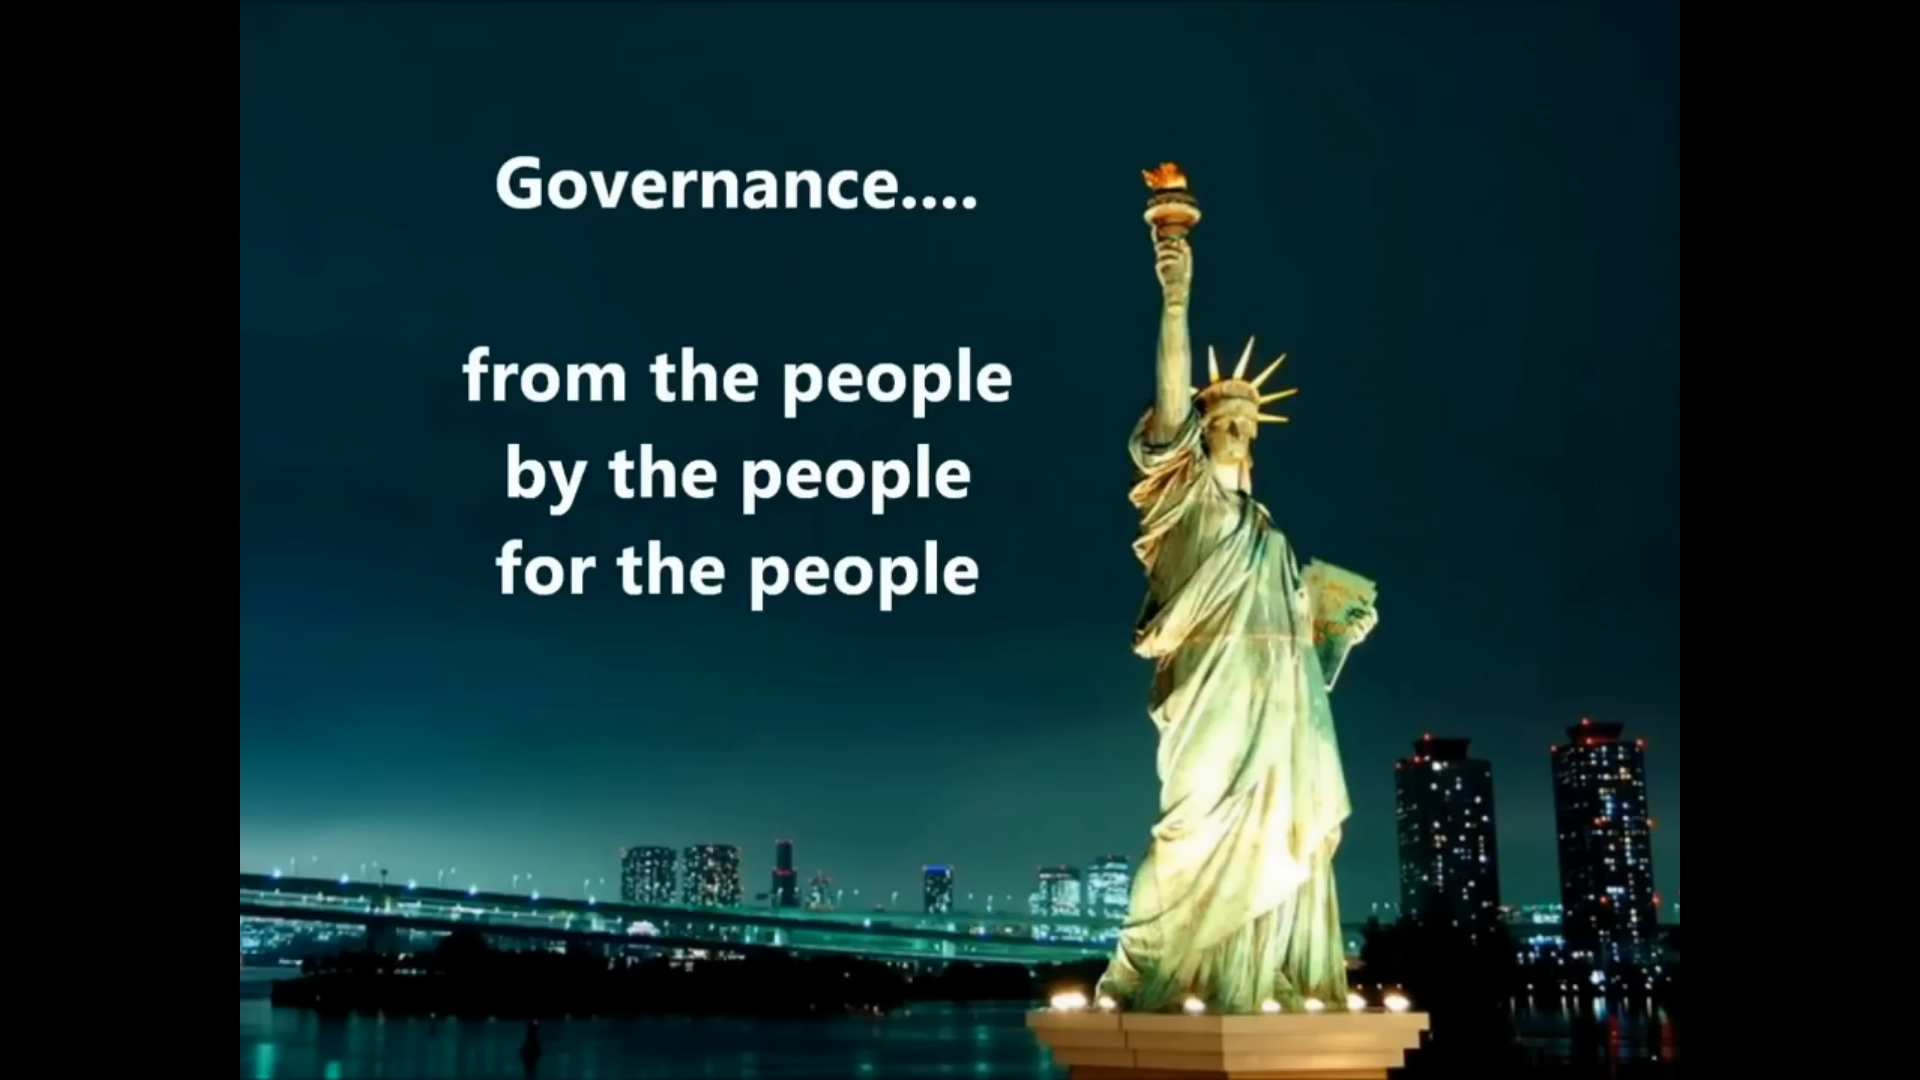 Governance....
from the people
by the people
for the people